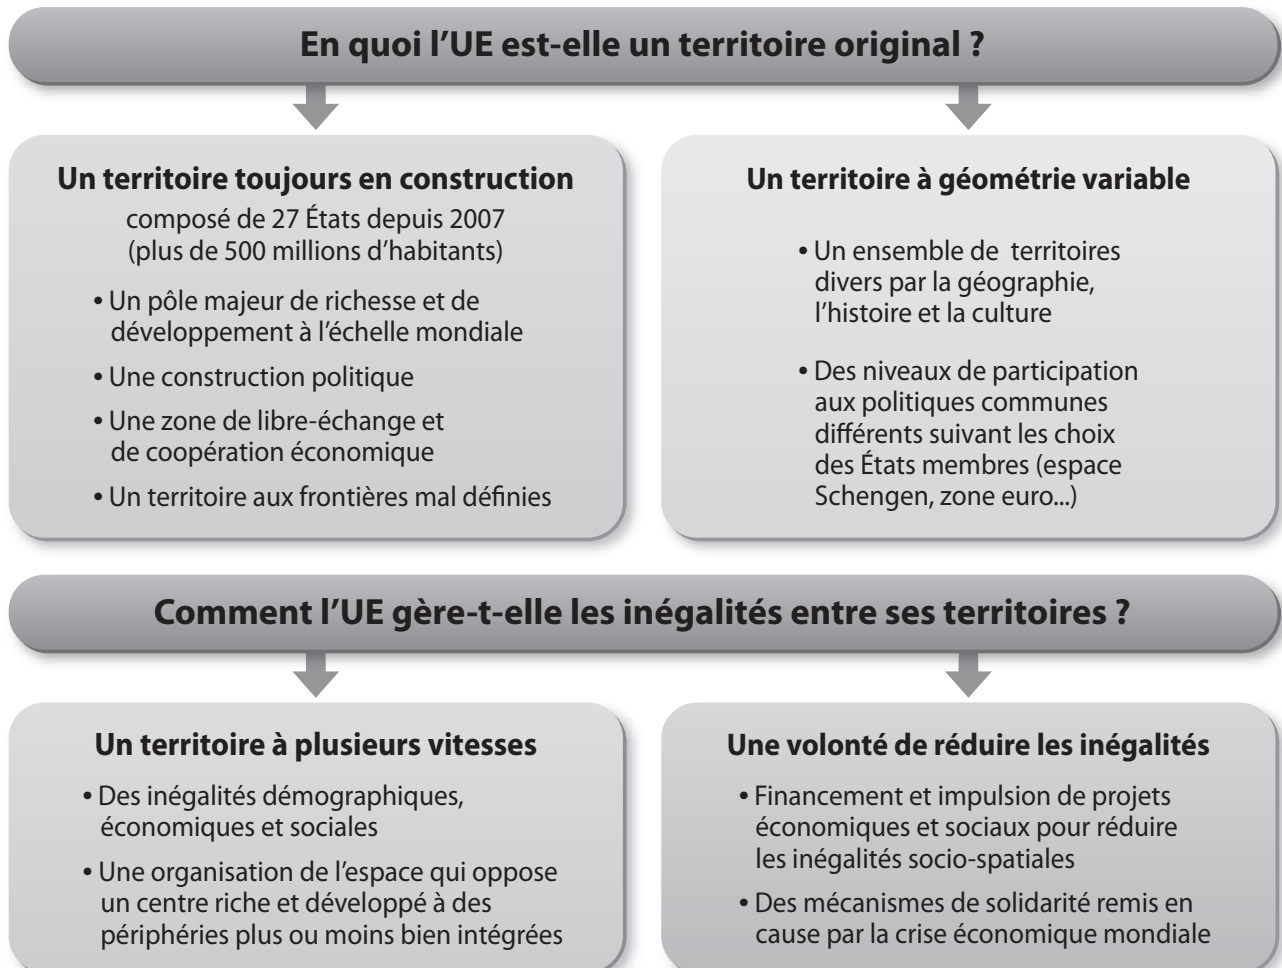 En quoi l’UE est-elle un territoire original ?
Un territoire toujours en construction
composé de 27 États depuis 2007
(plus de 500 millions d’habitants)
• Un pôle majeur de richesse et de
développement à l’échelle mondiale
• Une construction politique
• Une zone de libre-échange et
de coopération économique
• Un territoire aux frontières mal définies
Un territoire à géométrie variable
• Un ensemble de territoires
divers par la géographie,
l’histoire et la culture
• Des niveaux de participation
aux politiques communes
différents suivant les choix
des États membres (espace
Schengen, zone euro...)
Comment l’UE gère-t-elle les inégalités entre ses territoires ?
Un territoire à plusieurs vitesses
• Des inégalités démographiques,
économiques et sociales
• Une organisation de l’espace qui oppose
un centre riche et développé à des
périphéries plus ou moins bien intégrées
Une volonté de réduire les inégalités
• Financement et impulsion de projets
économiques et sociaux pour réduire
les inégalités socio-spatiales
• Des mécanismes de solidarité remis en
cause par la crise économique mondiale